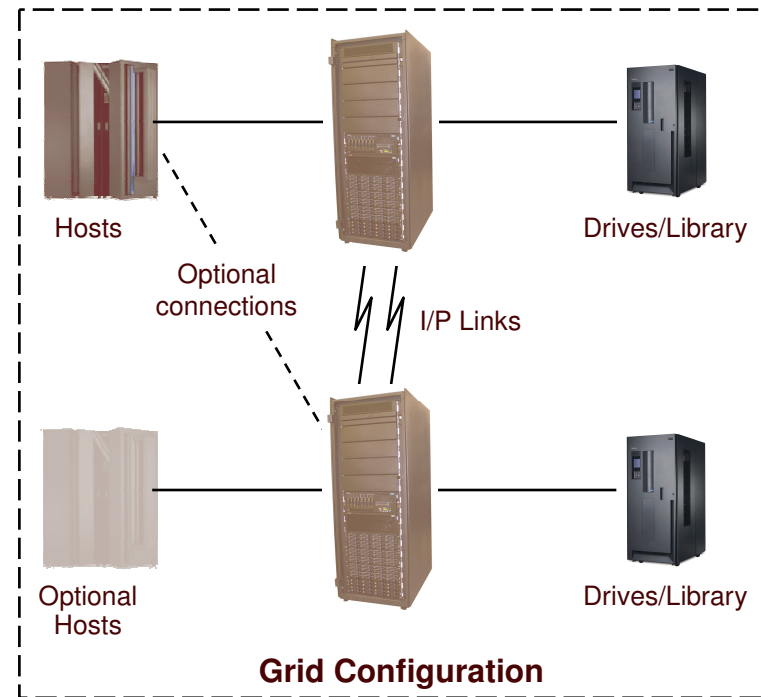 Hosts
Drives/Library
Optional
connections
I/P Links
Optional
Hosts
Drives/Library
Grid Configuration